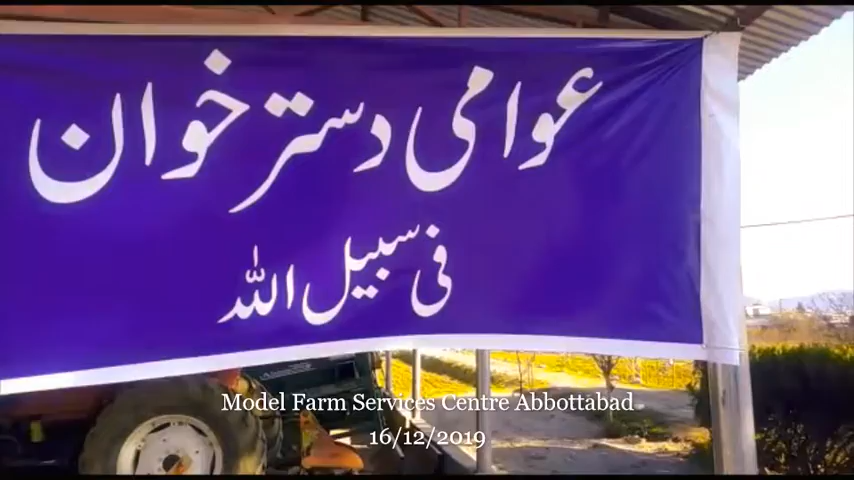 عوامی دسترخوان
فی سبیل اللہ
Model Farm Services Centre Abbottabad
16/12/2019